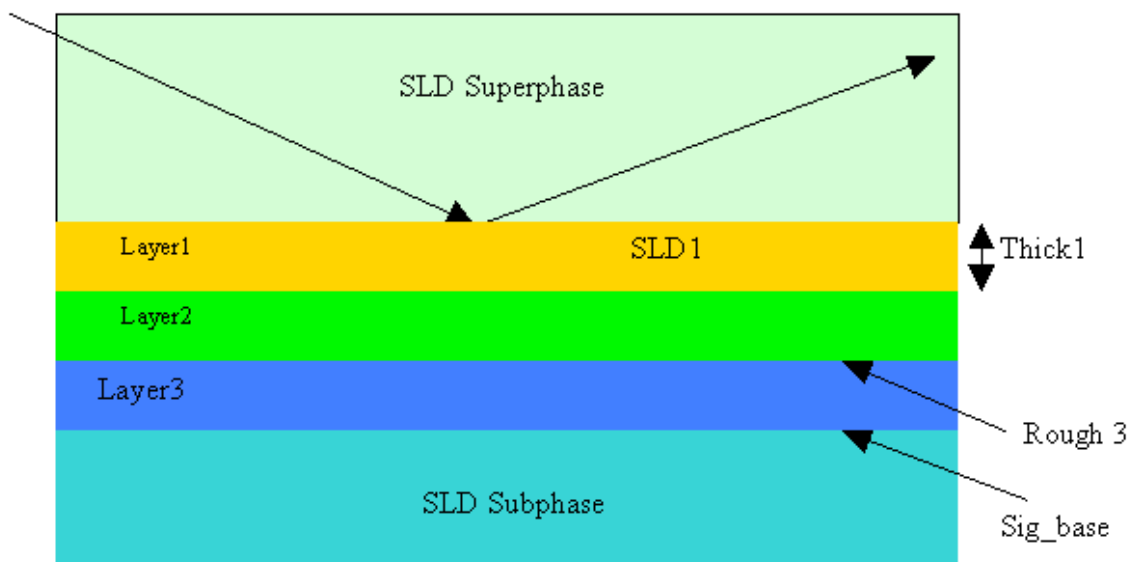 SLD Superphase
Layer1
SLD1
Thick1
Layer2
Layer3
Rough 3
SLD Subphase
Sig_base